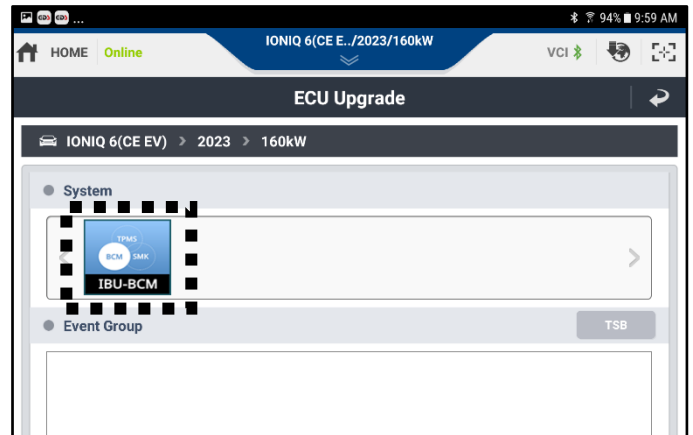 ... 94% 9:59 AM
HOME Online IONIQ 6(CE E../2023/160kW VCI
ECU Upgrade
IONIQ 6(CE EV) > 2023 > 160kW
System
TPMS
BCM SMK
IBU-BCM
Event Group TSB